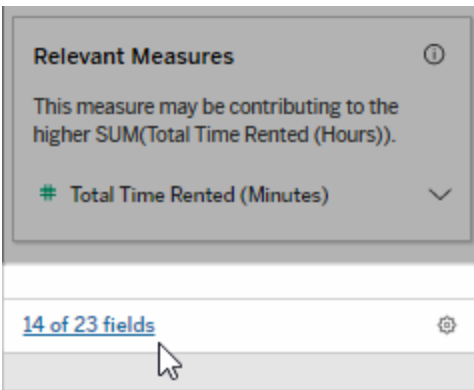 Relevant Measures
This measure may be contributing to the
higher SUM(Total Time Rented (Hours)).
Total Time Rented (Minutes)
14 of 23 fields